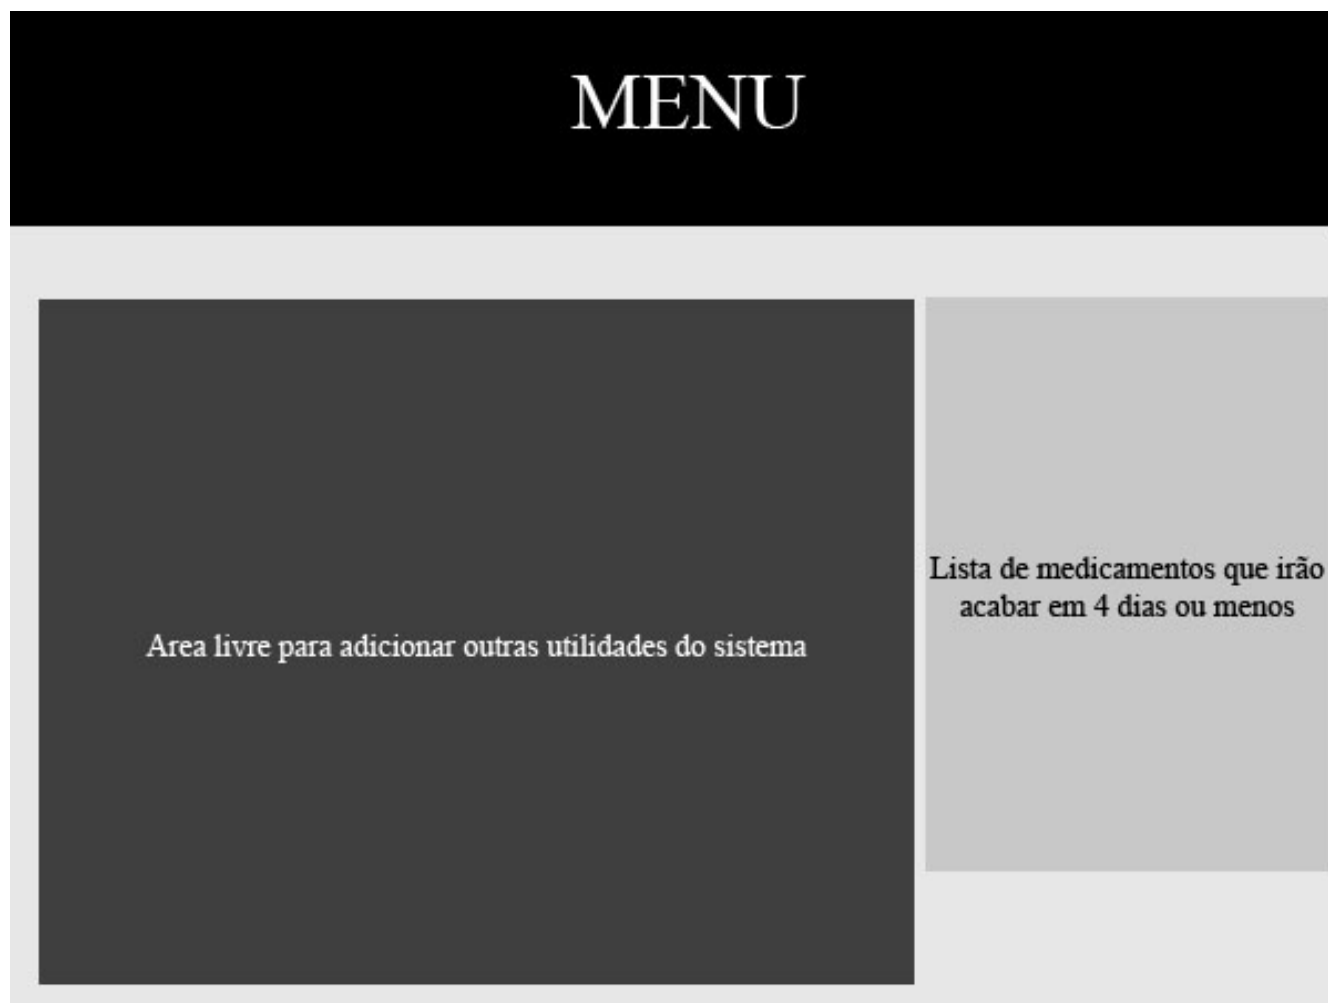 MENU
Area livre para adicionar outras utilidades do sistema
Lista de medicamentos que irão
acabar em 4 dias ou menos